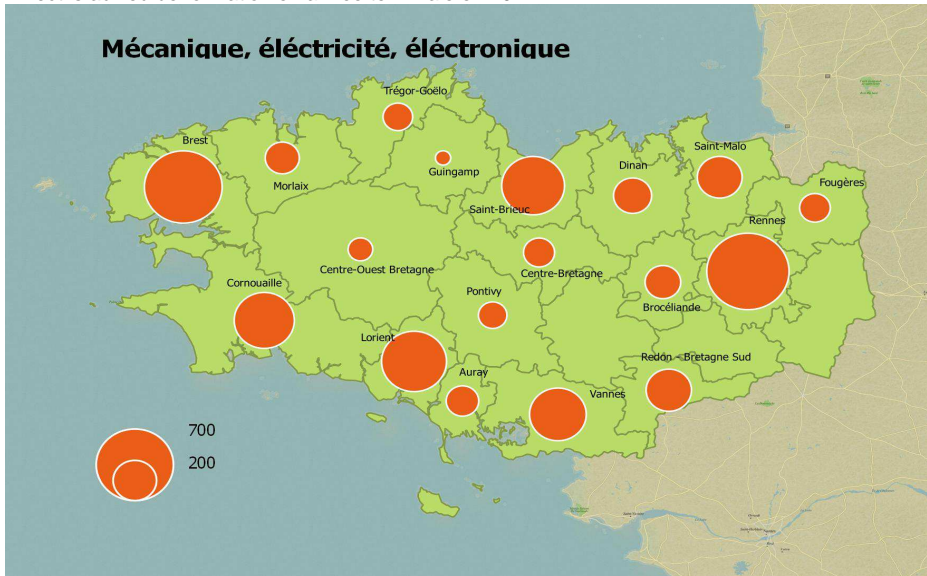 Mécanique, éléctricité, éléctronique
Trégor-Goëlo
Brest
Saint-Malo
Guingamp
Dinan
Morlaix
Fougères
Saint-Brieuc
Rennes
Centre-Ouest Bretagne
Centre-Bretagne
Cornouaille
Pontivy
Brocéliande
Lorient
Redon - Bretagne Sud
Auray
Vannes
700
200